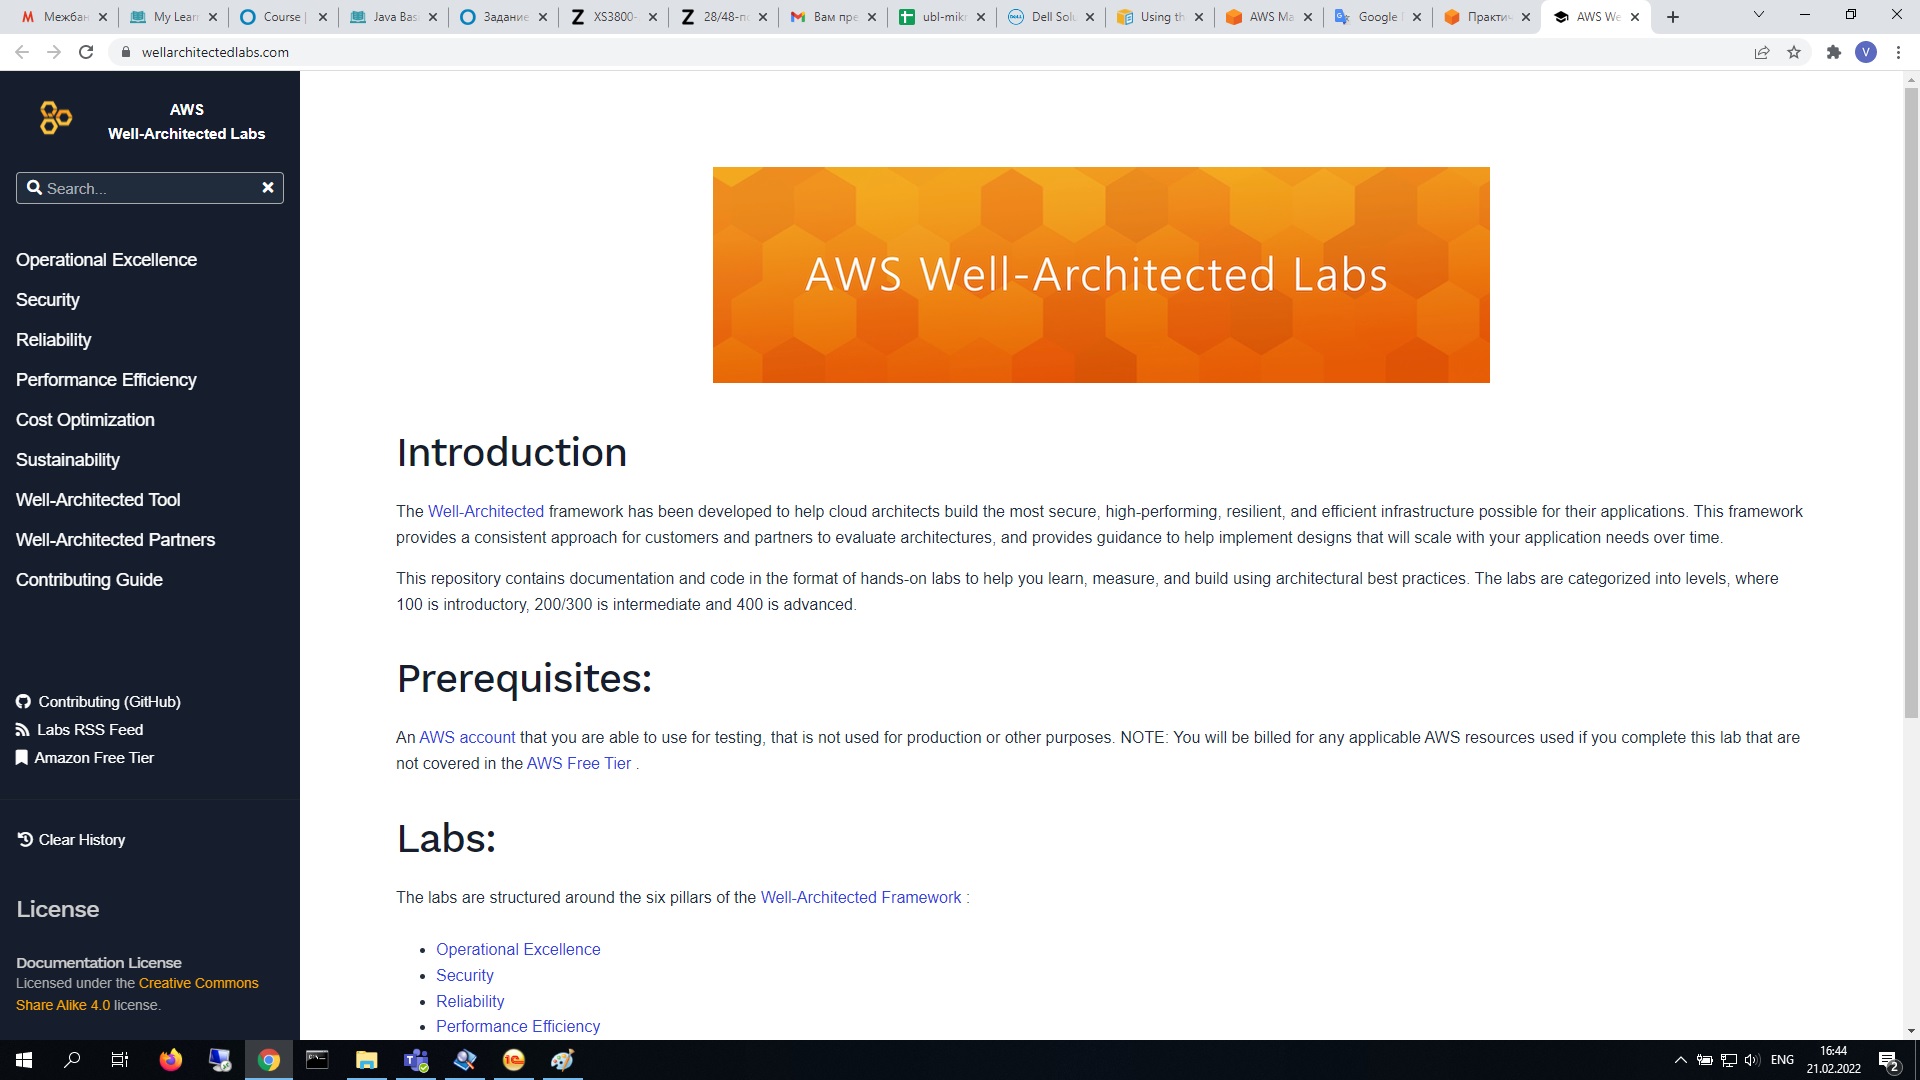 Межбан
My Lear
Course |
Java Bas
Задание
XS3800-
28/48-по
Вам пре
ubl-mikr
Dell Solu
Using th
AWS Ma
Google
Практич
AWS We
wellarchitectedlabs.com
V
AWS
Well-Architected Labs
Search...
Operational Excellence
Security
Reliability
Performance Efficiency
Cost Optimization
Sustainability
Well-Architected Tool
Well-Architected Partners
Contributing Guide
Contributing (GitHub)
Labs RSS Feed
Amazon Free Tier
Clear History
License
Documentation License
Licensed under the Creative Commons
Share Alike 4.0 license.
AWS Well-Architected Labs
Introduction
The Well-Architected framework has been developed to help cloud architects build the most secure, high-performing, resilient, and efficient infrastructure possible for their applications. This framework
provides a consistent approach for customers and partners to evaluate architectures, and provides guidance to help implement designs that will scale with your application needs over time.
This repository contains documentation and code in the format of hands-on labs to help you learn, measure, and build using architectural best practices. The labs are categorized into levels, where
100 is introductory, 200/300 is intermediate and 400 is advanced.
Prerequisites:
An AWS account that you are able to use for testing, that is not used for production or other purposes. NOTE: You will be billed for any applicable AWS resources used if you complete this lab that are
not covered in the AWS Free Tier .
Labs:
The labs are structured around the six pillars of the Well-Architected Framework :
Operational Excellence
Security
Reliability
Performance Efficiency
ENG
16:44
21.02.2022
2